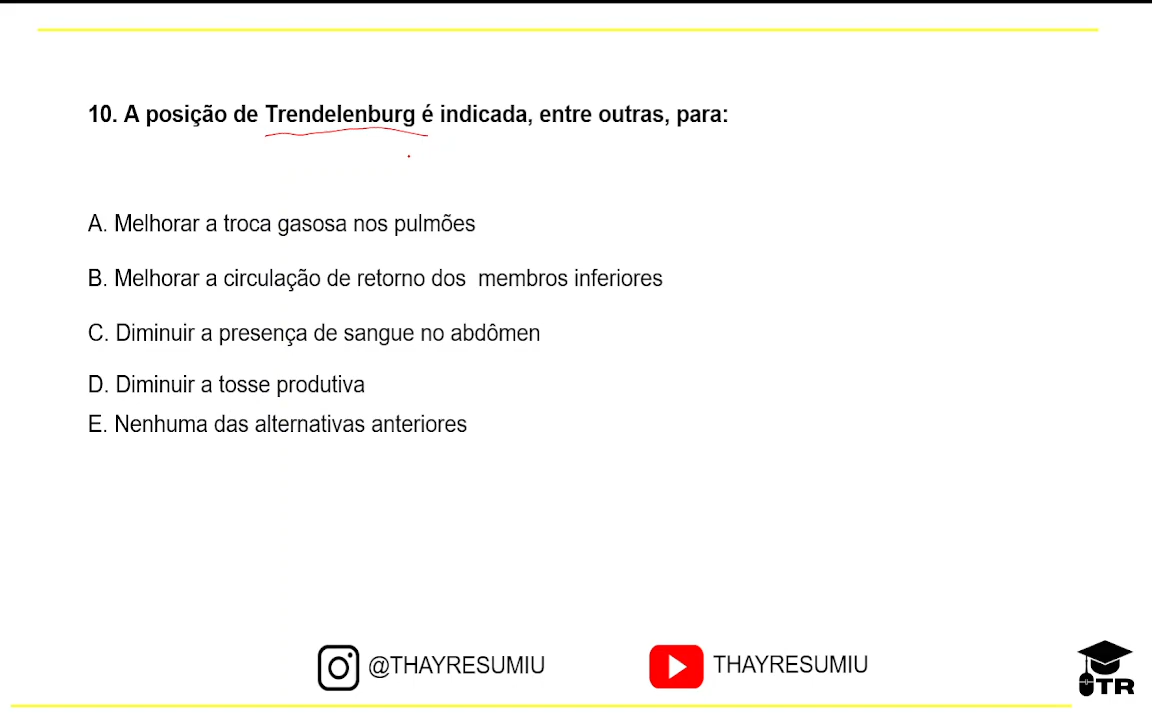 10. A posição de Trendelenburg é indicada, entre outras, para:
A. Melhorar a troca gasosa nos pulmões
B. Melhorar a circulação de retorno dos  membros inferiores
C. Diminuir a presença de sangue no abdômen
D. Diminuir a tosse produtiva
E. Nenhuma das alternativas anteriores
@THAYRESUMIU THAYRESUMIU
TR